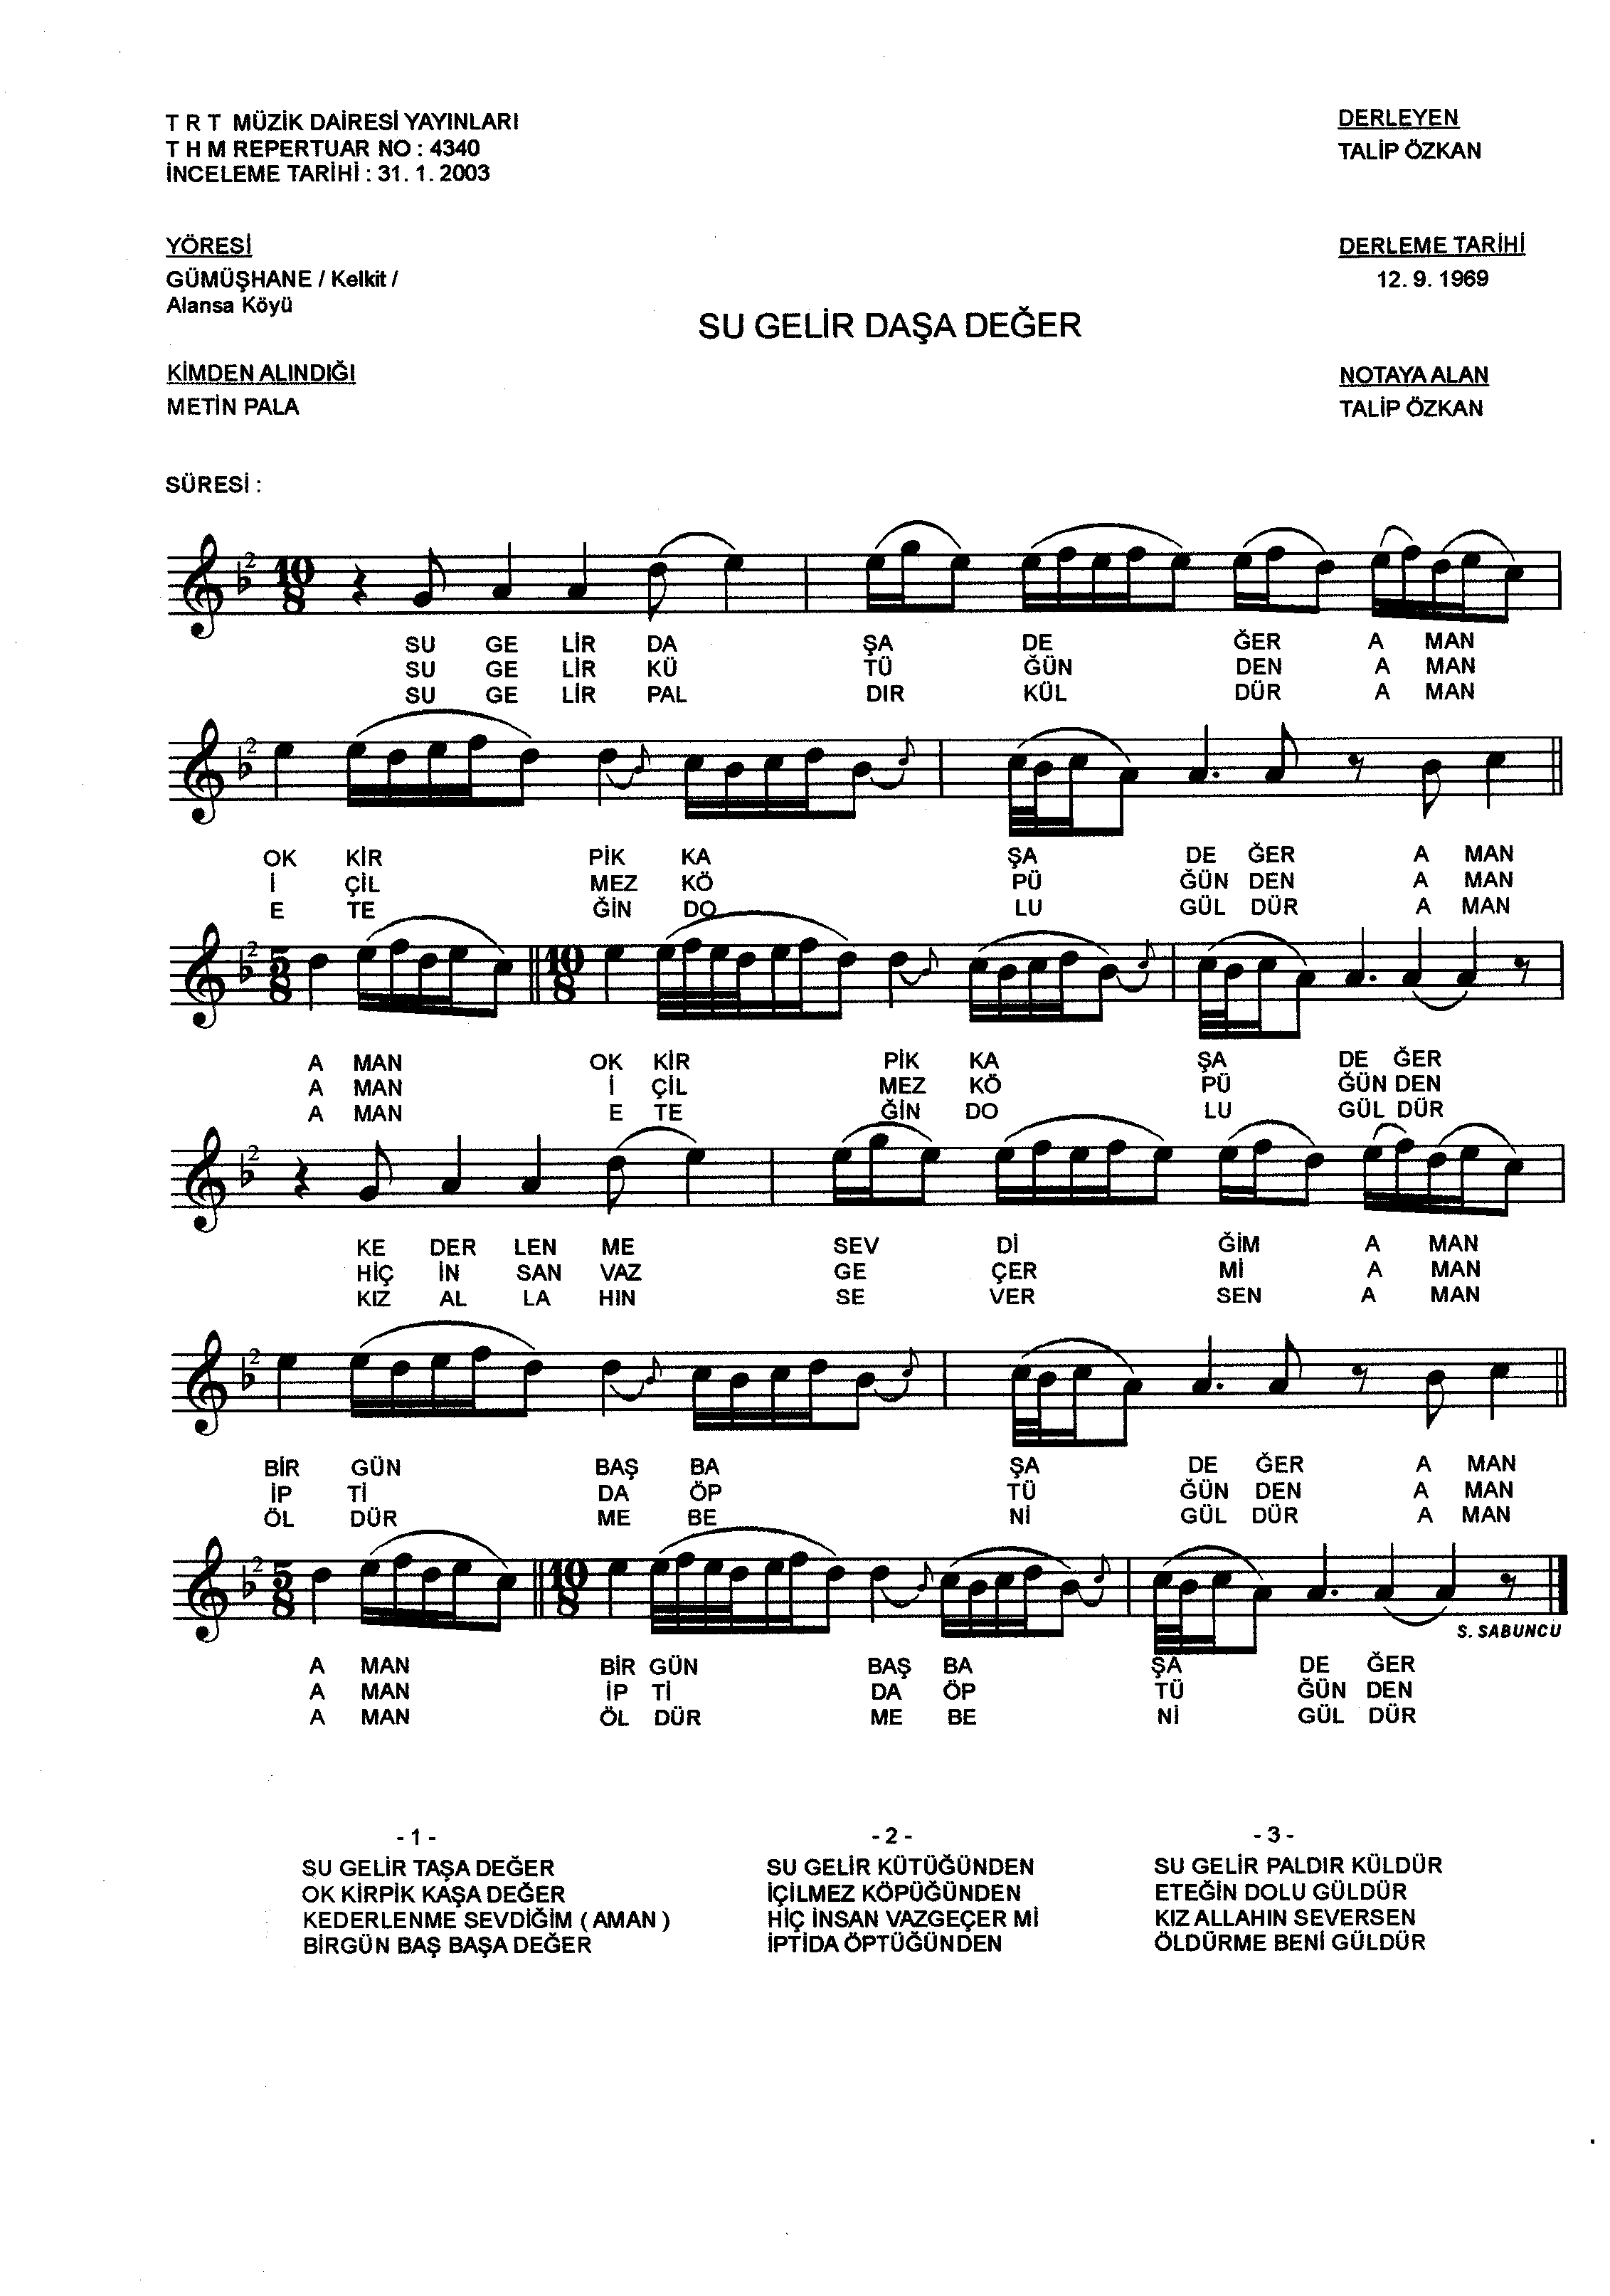 T R T MÜZİK DAİRESİ YAYINLARI
T H M REPERTUAR NO : 4340
İNCELEME TARİHİ : 31. 1. 2003
DERLEYEN
TALİP ÖZKAN
YÖRESİ
GÜMÜŞHANE / Kelkit /
Alansa Köyü
DERLEME TARİHİ
12. 9. 1969
SU GELİR DAŞA DEĞER
KİMDEN ALINDIĞI
METİN PALA
NOTAYA ALAN
TALİP ÖZKAN
SÜRESİ :
2 10 8
SU GE LİR DA ŞA DE ĞER A MAN
SU GE LİR KÜ TÜ ĞÜN DEN A MAN
SU GE LİR PAL DIR KÜL DÜR A MAN
2
OK KİR PİK KA ŞA DE ĞER A MAN
İ ÇİL MEZ KÖ PÜ ĞÜN DEN A MAN
E TE ĞİN DO LU GÜL DÜR A MAN
2 5 8 10 8
A MAN OK KİR PİK KA ŞA DE ĞER
A MAN İ ÇİL MEZ KÖ PÜ ĞÜN DEN
A MAN E TE ĞİN DO LU GÜL DÜR
2
KE DER LEN ME SEV Dİ ĞİM A MAN
HİÇ İN SAN VAZ GE ÇER Mİ A MAN
KIZ AL LA HIN SE VER SEN A MAN
2
BİR GÜN BAŞ BA ŞA DE ĞER A MAN
İP Tİ DA ÖP TÜ ĞÜN DEN A MAN
ÖL DÜR ME BE Nİ GÜL DÜR A MAN
2 5 8 10 8
S. SABUNCU
A MAN BİR GÜN BAŞ BA ŞA DE ĞER
A MAN İP Tİ DA ÖP TÜ ĞÜN DEN
A MAN ÖL DÜR ME BE Nİ GÜL DÜR
- 1 -
SU GELİR TAŞA DEĞER
OK KİRPİK KAŞA DEĞER
KEDERLENME SEVDİĞİM ( AMAN )
BİRGÜN BAŞ BAŞA DEĞER
- 2 -
SU GELİR KÜTÜĞÜNDEN
İÇİLMEZ KÖPÜĞÜNDEN
HİÇ İNSAN VAZGEÇER Mİ
İPTİDA ÖPTÜĞÜNDEN
- 3 -
SU GELİR PALDIR KÜLDÜR
ETEĞİN DOLU GÜLDÜR
KIZ ALLAHIN SEVERSEN
ÖLDÜRME BENİ GÜLDÜR